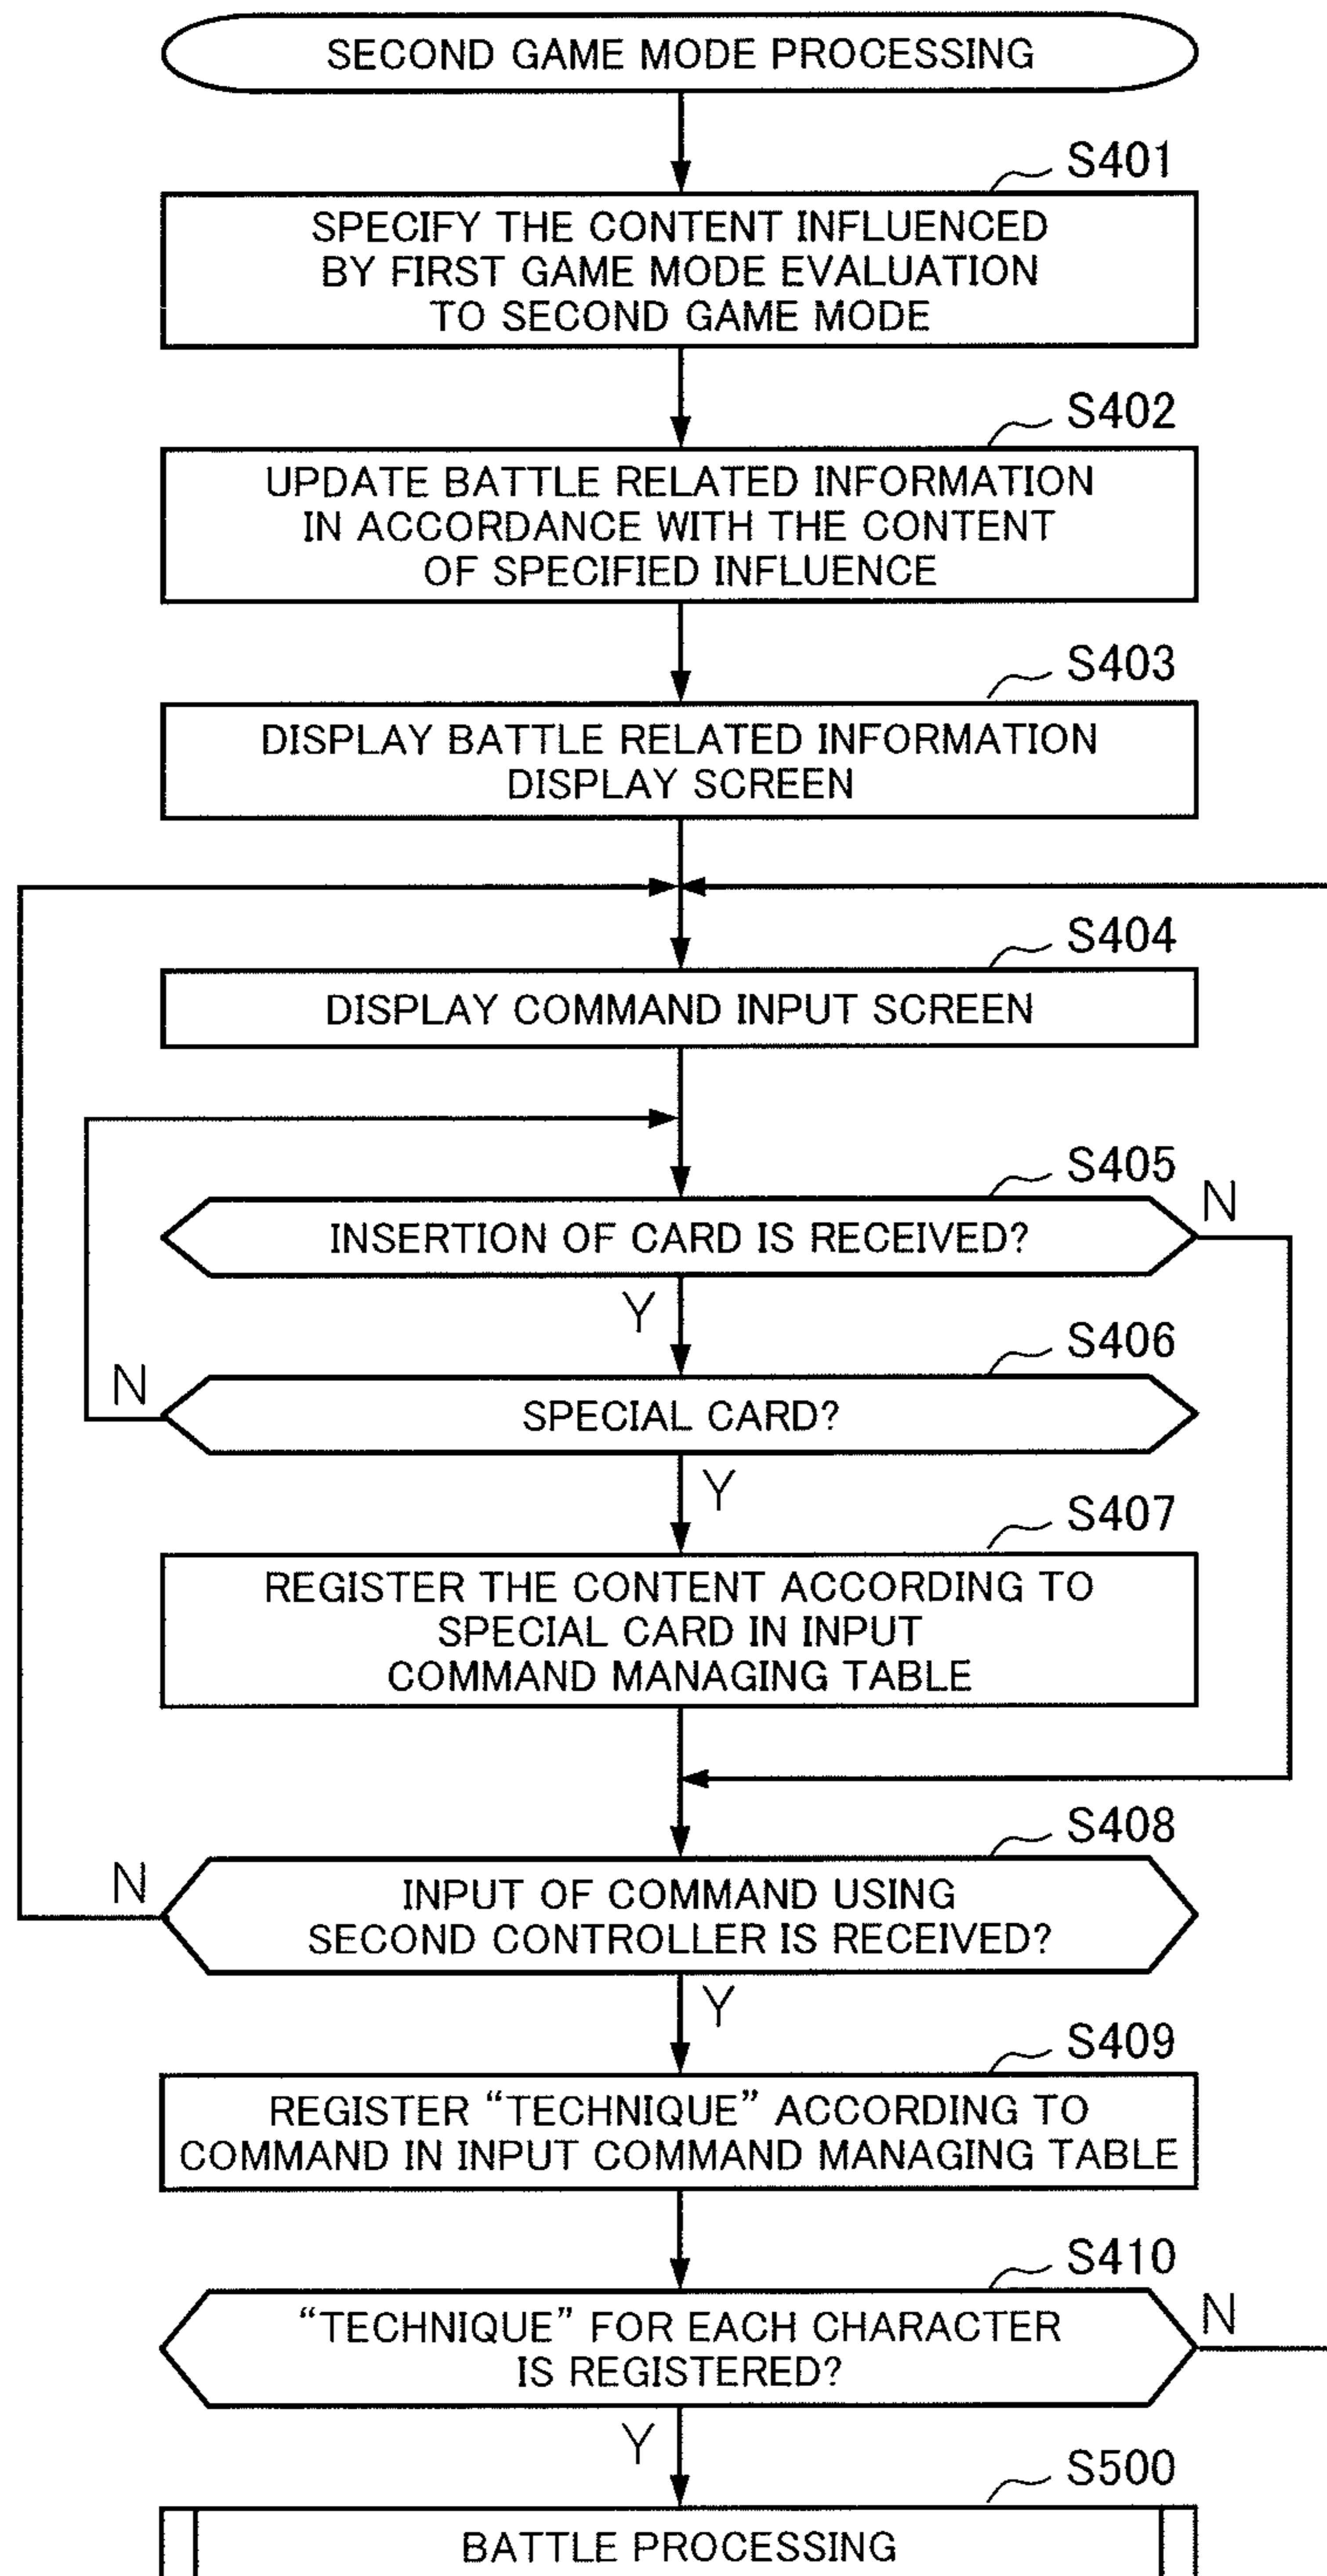 SECOND GAME MODE PROCESSING
S401
SPECIFY THE CONTENT INFLUENCED
BY FIRST GAME MODE EVALUATION
TO SECOND GAME MODE
S402
UPDATE BATTLE RELATED INFORMATION
IN ACCORDANCE WITH THE CONTENT
OF SPECIFIED INFLUENCE
S403
DISPLAY BATTLE RELATED INFORMATION
DISPLAY SCREEN
S404
DISPLAY COMMAND INPUT SCREEN
S405
INSERTION OF CARD IS RECEIVED?
N
Y
S406
N
SPECIAL CARD?
Y
S407
REGISTER THE CONTENT ACCORDING TO
SPECIAL CARD IN INPUT
COMMAND MANAGING TABLE
S408
N
INPUT OF COMMAND USING
SECOND CONTROLLER IS RECEIVED?
Y
S409
REGISTER “TECHNIQUE” ACCORDING TO
COMMAND IN INPUT COMMAND MANAGING TABLE
S410
“TECHNIQUE” FOR EACH CHARACTER
IS REGISTERED?
N
Y
S500
BATTLE PROCESSING